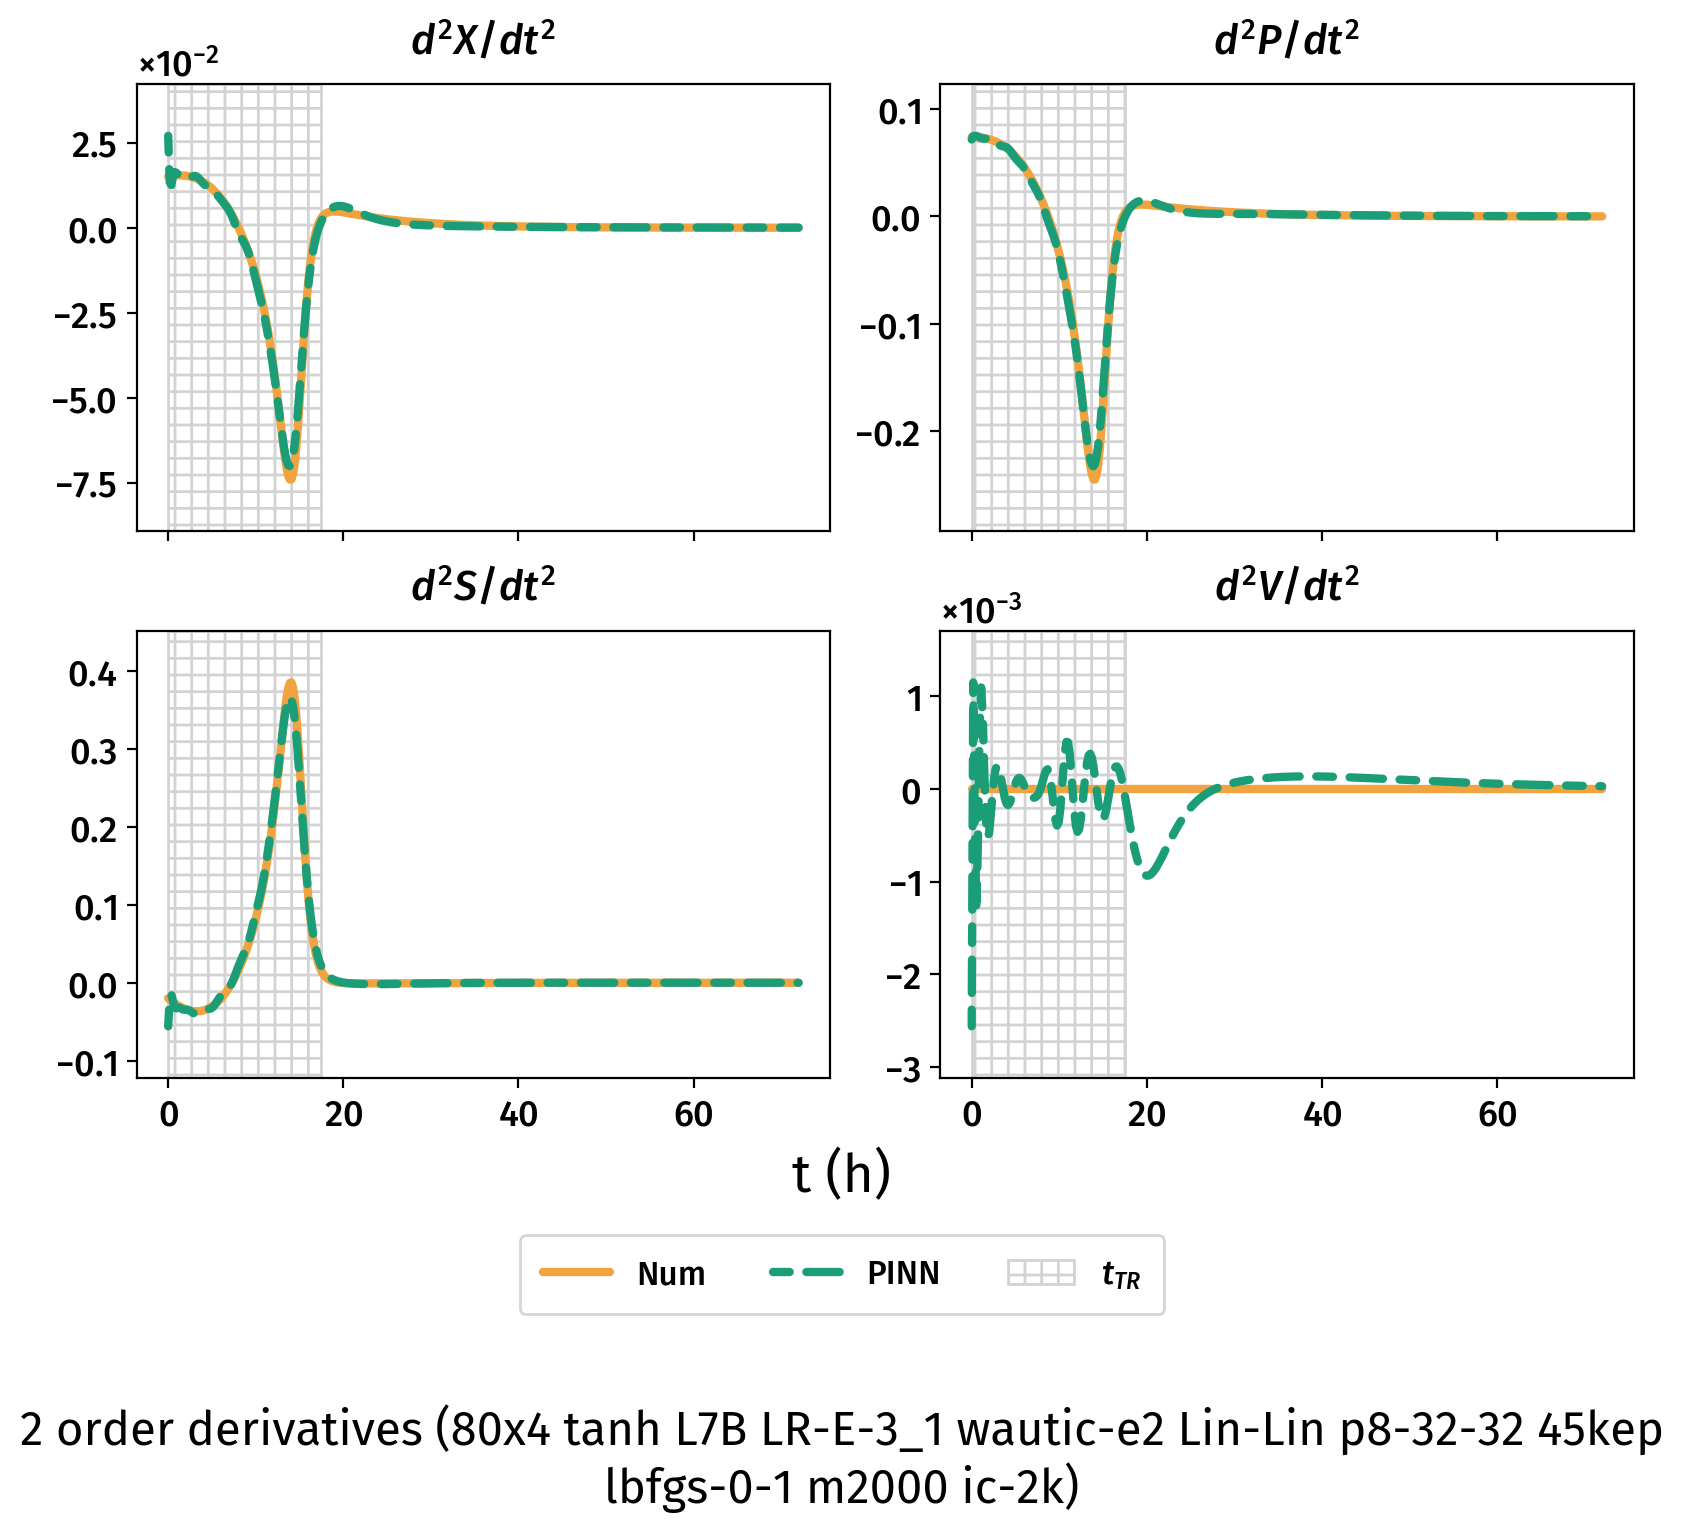 d²X/dt²
d²P/dt²
×10⁻²
2.5
0.0
−2.5
−5.0
−7.5
0.1
0.0
−0.1
−0.2
d²S/dt²
d²V/dt²
×10⁻³
0.4
0.3
0.2
0.1
0.0
−0.1
1
0
−1
−2
−3
0 20 40 60
0 20 40 60
t (h)
Num PINN t_TR
2 order derivatives (80x4 tanh L7B LR-E-3_1 wautic-e2 Lin-Lin p8-32-32 45kep
lbfgs-0-1 m2000 ic-2k)